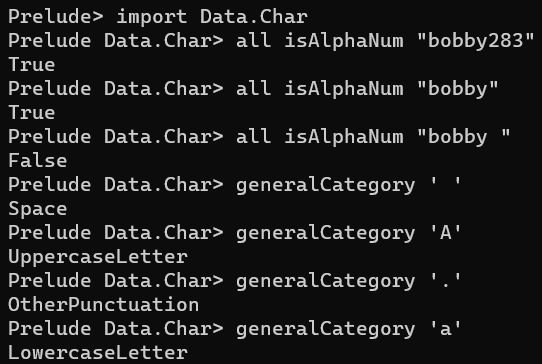 Prelude> import Data.Char
Prelude Data.Char> all isAlphaNum "bobby283"
True
Prelude Data.Char> all isAlphaNum "bobby"
True
Prelude Data.Char> all isAlphaNum "bobby "
False
Prelude Data.Char> generalCategory ' '
Space
Prelude Data.Char> generalCategory 'A'
UppercaseLetter
Prelude Data.Char> generalCategory '.'
OtherPunctuation
Prelude Data.Char> generalCategory 'a'
LowercaseLetter